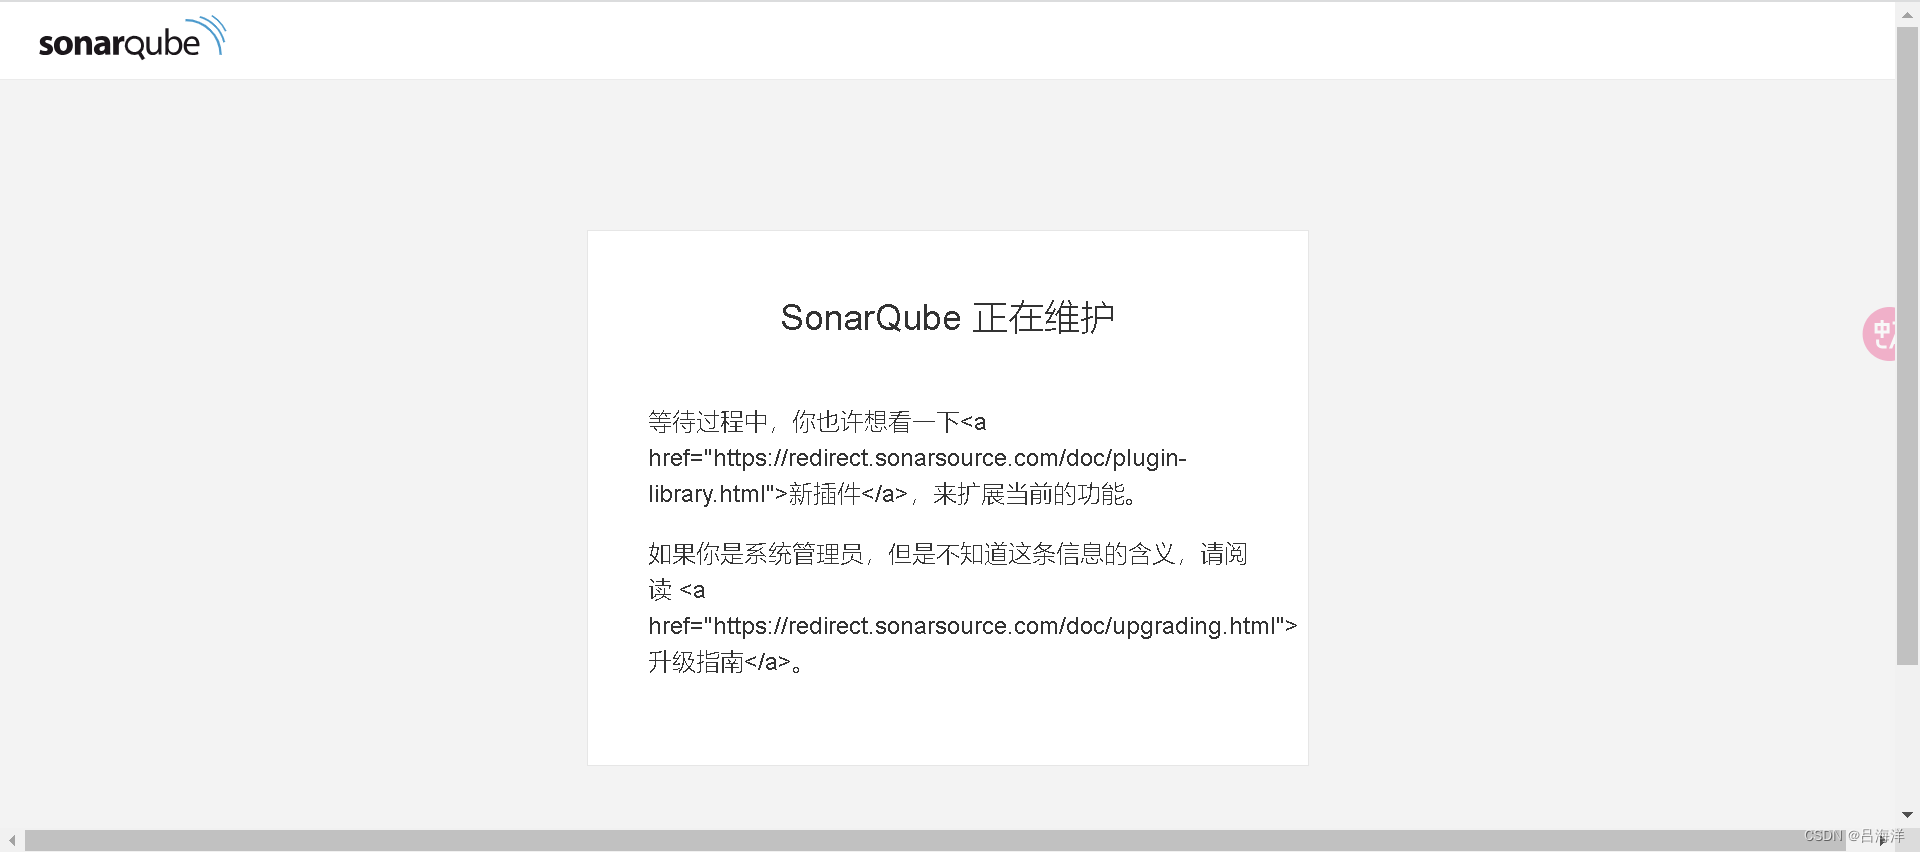 sonarqube
SonarQube 正在维护
等待过程中，你也许想看一下<a
href="https://redirect.sonarsource.com/doc/plugin-
library.html">新插件</a>，来扩展当前的功能。
如果你是系统管理员，但是不知道这条信息的含义，请阅
读 <a
href="https://redirect.sonarsource.com/doc/upgrading.html">
升级指南</a>。
中
CSDN @吕海洋